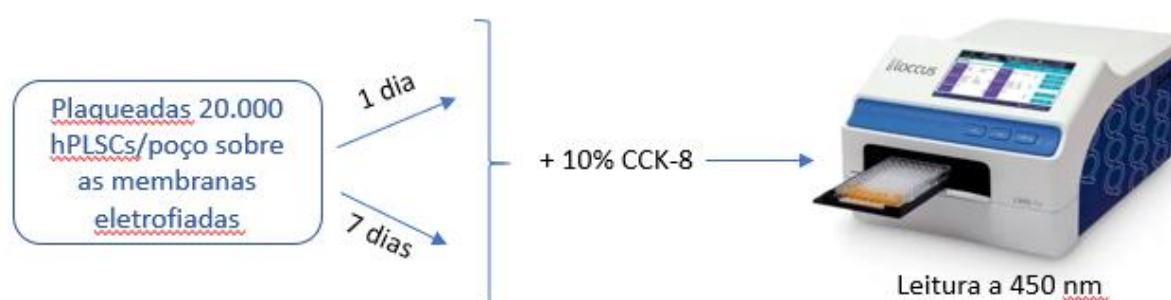 Plaqueadas 20.000
hPLSCs/poço sobre
as membranas
eletrofiadas
1 dia
7 dias
+ 10% CCK-8
loccus
Leitura a 450 nm